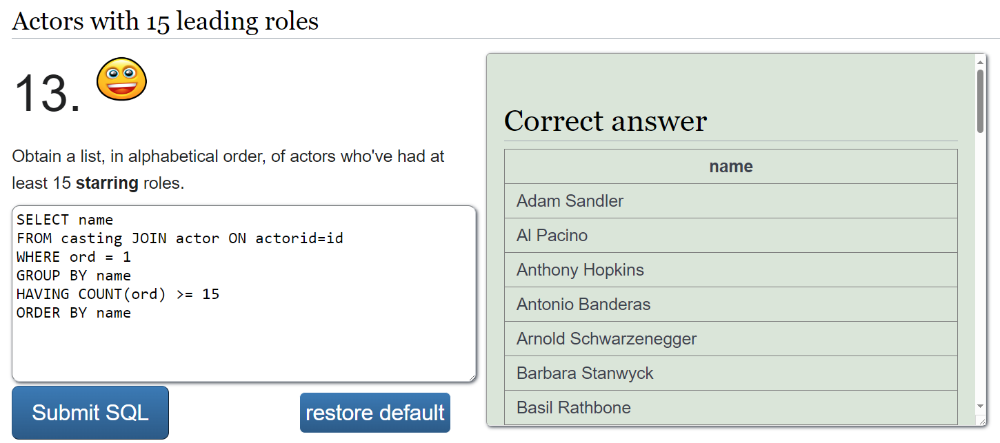 Actors with 15 leading roles
13.
Obtain a list, in alphabetical order, of actors who've had at
least 15 starring roles.
SELECT name
FROM casting JOIN actor ON actorid=id
WHERE ord = 1
GROUP BY name
HAVING COUNT(ord) >= 15
ORDER BY name
Submit SQL
restore default
Correct answer
name
Adam Sandler
Al Pacino
Anthony Hopkins
Antonio Banderas
Arnold Schwarzenegger
Barbara Stanwyck
Basil Rathbone